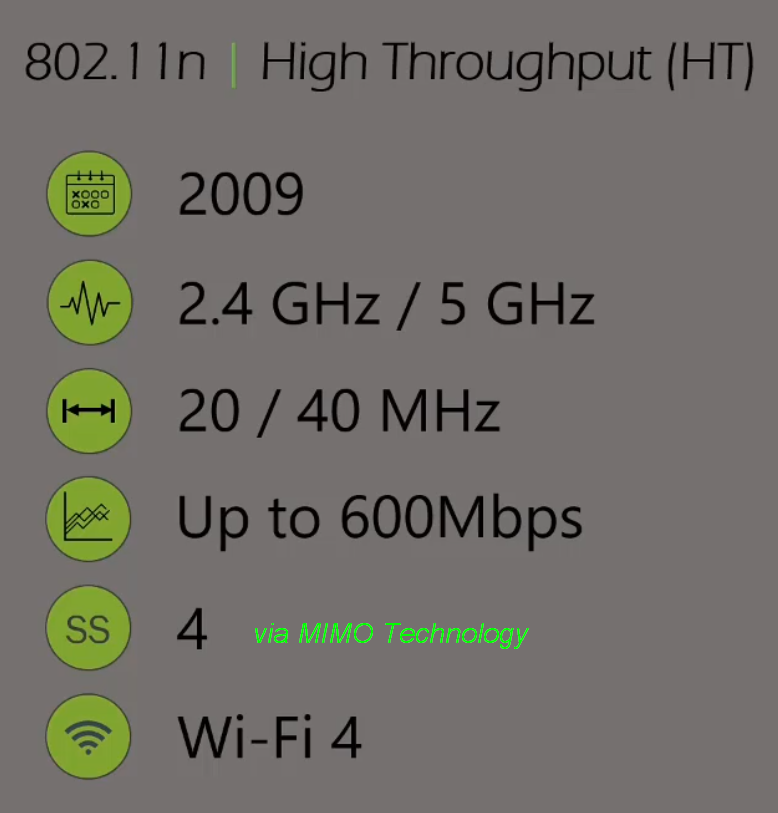 802.11n | High Throughput (HT)
2009
2.4 GHz / 5 GHz
20 / 40 MHz
Up to 600Mbps
SS 4 via MIMO Technology
Wi-Fi 4